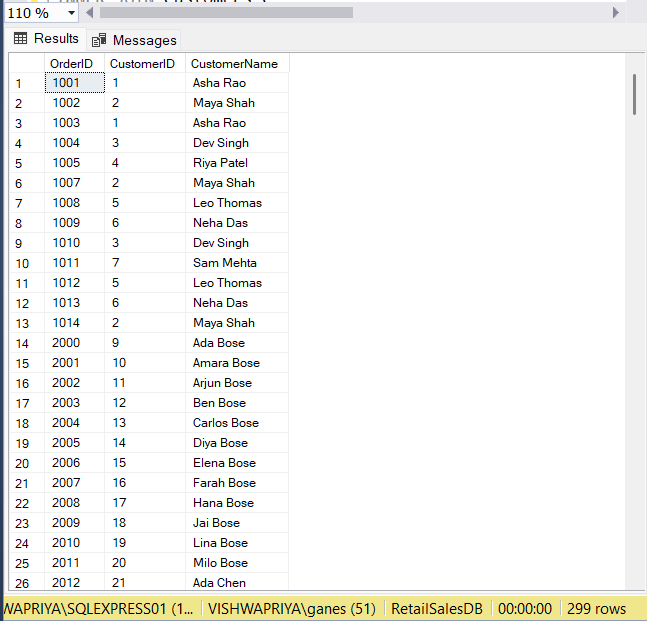 110 %
Results Messages
OrderID CustomerID CustomerName
1 1001 1 Asha Rao
2 1002 2 Maya Shah
3 1003 1 Asha Rao
4 1004 3 Dev Singh
5 1005 4 Riya Patel
6 1007 2 Maya Shah
7 1008 5 Leo Thomas
8 1009 6 Neha Das
9 1010 3 Dev Singh
10 1011 7 Sam Mehta
11 1012 5 Leo Thomas
12 1013 6 Neha Das
13 1014 2 Maya Shah
14 2000 9 Ada Bose
15 2001 10 Amara Bose
16 2002 11 Arjun Bose
17 2003 12 Ben Bose
18 2004 13 Carlos Bose
19 2005 14 Diya Bose
20 2006 15 Elena Bose
21 2007 16 Farah Bose
22 2008 17 Hana Bose
23 2009 18 Jai Bose
24 2010 19 Lina Bose
25 2011 20 Milo Bose
26 2012 21 Ada Chen
WAPRIYA\SQLEXPRESS01 (1... VISHWAPRIYA\ganes (51) RetailSalesDB 00:00:00 299 rows